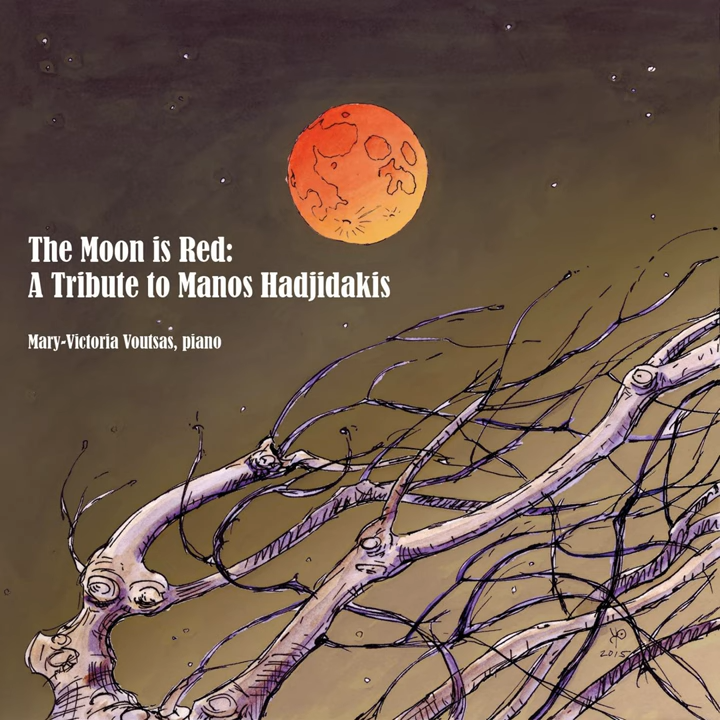 The Moon is Red:
A Tribute to Manos Hadjidakis
Mary-Victoria Voutsas, piano
2015